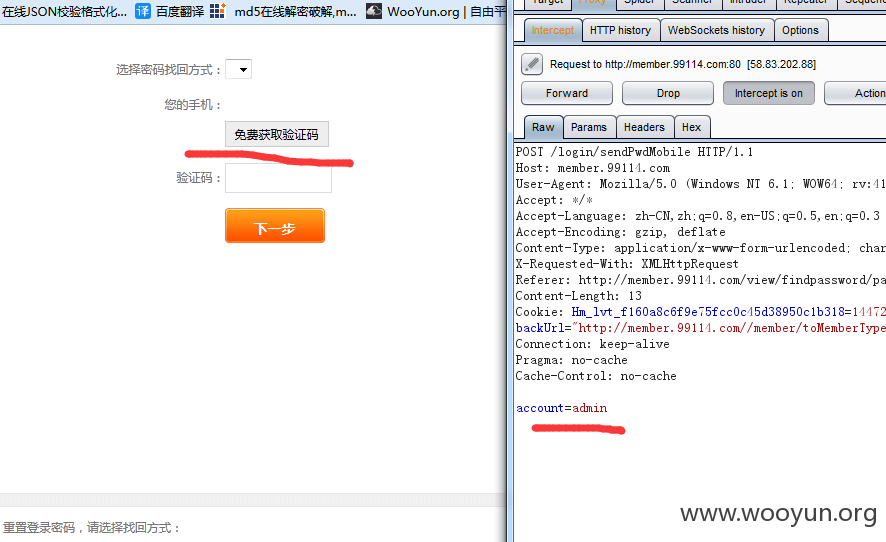 在线JSON校验格式化... 译 百度翻译 md5在线解密破解,m... WooYun.org | 自由平
选择密码找回方式：
您的手机：
免费获取验证码
验证码：
下一步
重置登录密码，请选择找回方式：
Target Proxy Spider Scanner Intruder Repeater Sequenc
Intercept HTTP history WebSockets history Options
Request to http://member.99114.com:80 [58.83.202.88]
Forward Drop Intercept is on Action
Raw Params Headers Hex
POST /login/sendPwdMobile HTTP/1.1
Host: member.99114.com
User-Agent: Mozilla/5.0 (Windows NT 6.1; WOW64; rv:41
Accept: */*
Accept-Language: zh-CN,zh;q=0.8,en-US;q=0.5,en;q=0.3
Accept-Encoding: gzip, deflate
Content-Type: application/x-www-form-urlencoded; char
X-Requested-With: XMLHttpRequest
Referer: http://member.99114.com/view/findpassword/pa
Content-Length: 13
Cookie: Hm_lvt_f160a8c6f9e75fcc0c45d38950c1b318=14472
backUrl="http://member.99114.com//member/toMemberType
Connection: keep-alive
Pragma: no-cache
Cache-Control: no-cache
account=admin
www.wooyun.org